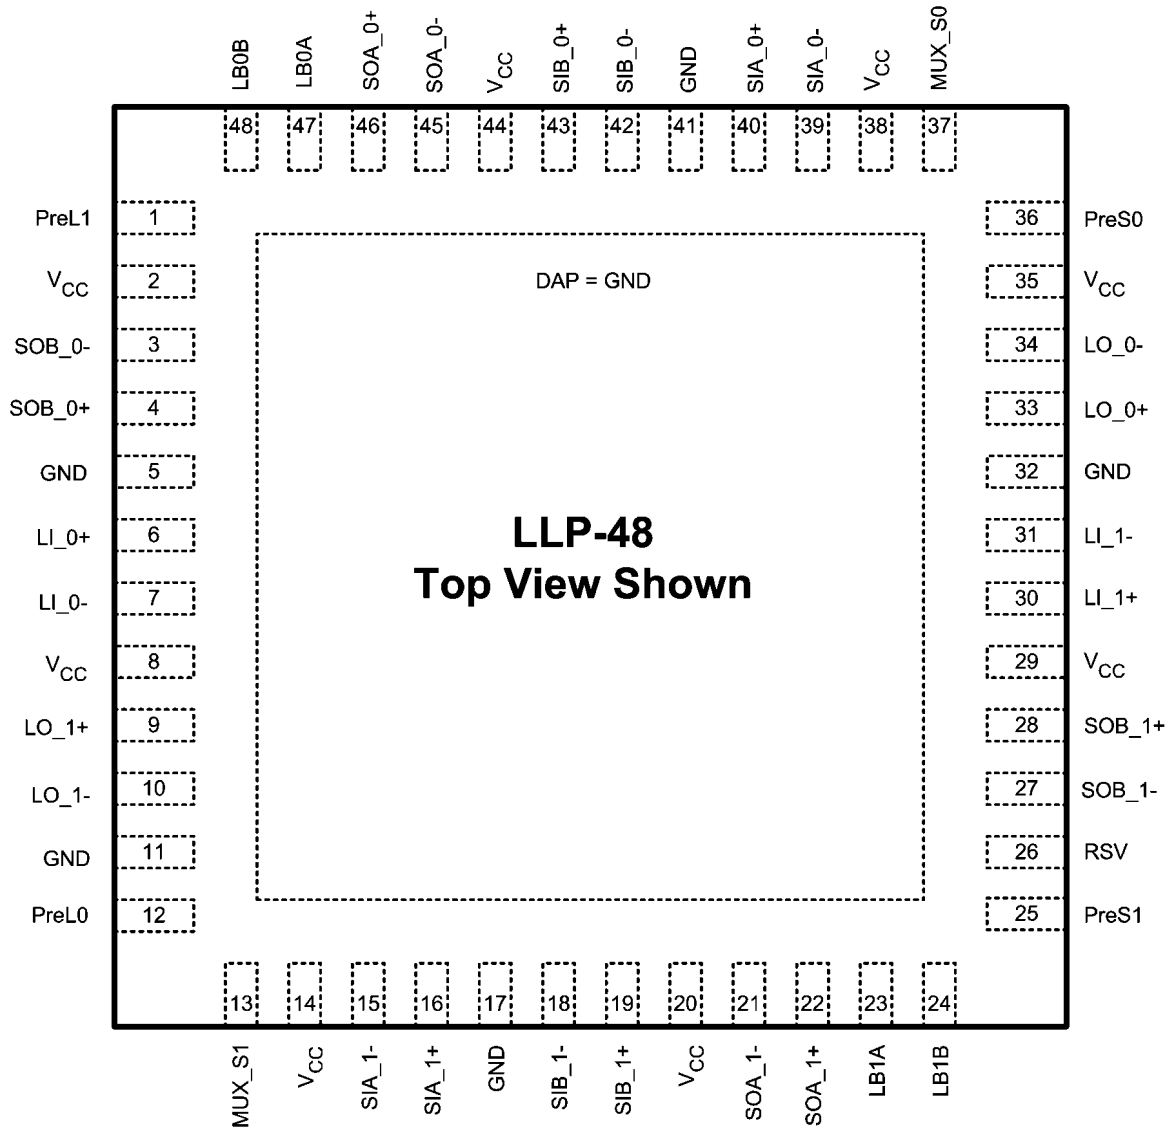 LB0B
LB0A
SOA_0+
SOA_0-
VCC
SIB_0+
SIB_0-
GND
SIA_0+
SIA_0-
VCC
MUX_S0
48 47 46 45 44 43 42 41 40 39 38 37
PreL1 1
VCC 2
SOB_0- 3
SOB_0+ 4
GND 5
LI_0+ 6
LI_0- 7
VCC 8
LO_1+ 9
LO_1- 10
GND 11
PreL0 12
DAP = GND
LLP-48
Top View Shown
36 PreS0
35 VCC
34 LO_0-
33 LO_0+
32 GND
31 LI_1-
30 LI_1+
29 VCC
28 SOB_1+
27 SOB_1-
26 RSV
25 PreS1
13 14 15 16 17 18 19 20 21 22 23 24
MUX_S1
VCC
SIA_1-
SIA_1+
GND
SIB_1-
SIB_1+
VCC
SOA_1-
SOA_1+
LB1A
LB1B